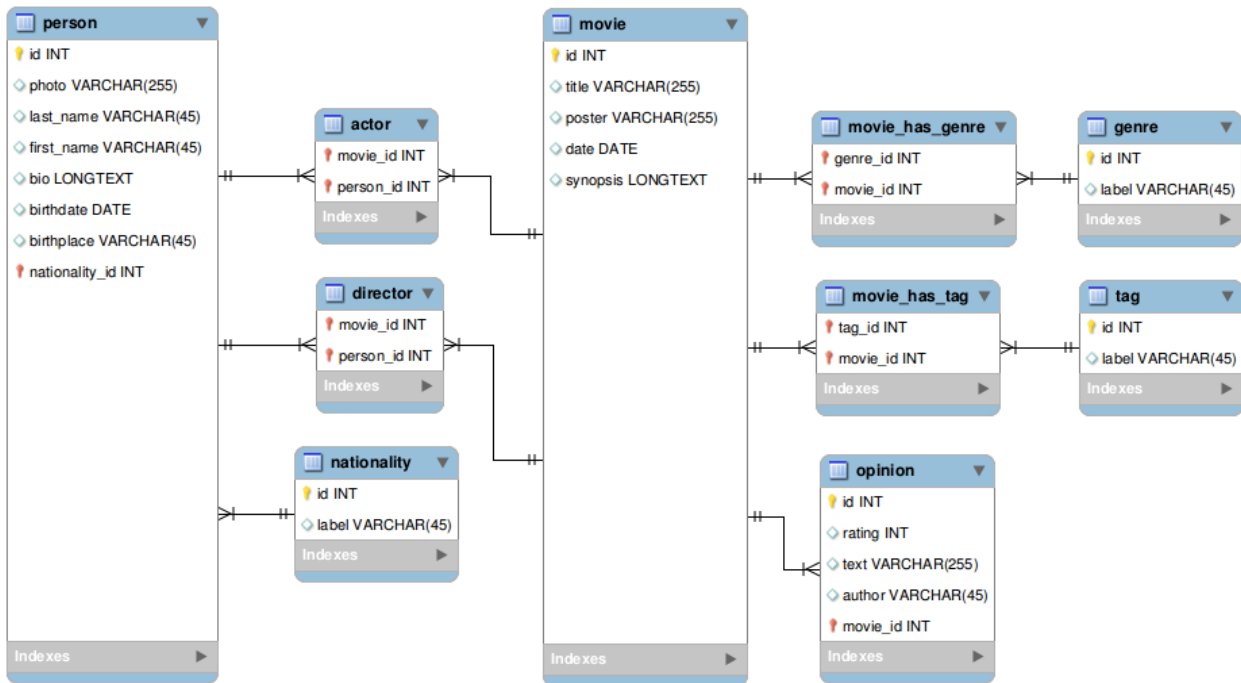 person
id INT
photo VARCHAR(255)
last_name VARCHAR(45)
first_name VARCHAR(45)
bio LONGTEXT
birthdate DATE
birthplace VARCHAR(45)
nationality_id INT
Indexes
actor
movie_id INT
person_id INT
Indexes
director
movie_id INT
person_id INT
Indexes
nationality
id INT
label VARCHAR(45)
Indexes
movie
id INT
title VARCHAR(255)
poster VARCHAR(255)
date DATE
synopsis LONGTEXT
Indexes
movie_has_genre
genre_id INT
movie_id INT
Indexes
genre
id INT
label VARCHAR(45)
Indexes
movie_has_tag
tag_id INT
movie_id INT
Indexes
tag
id INT
label VARCHAR(45)
Indexes
opinion
id INT
rating INT
text VARCHAR(255)
author VARCHAR(45)
movie_id INT
Indexes